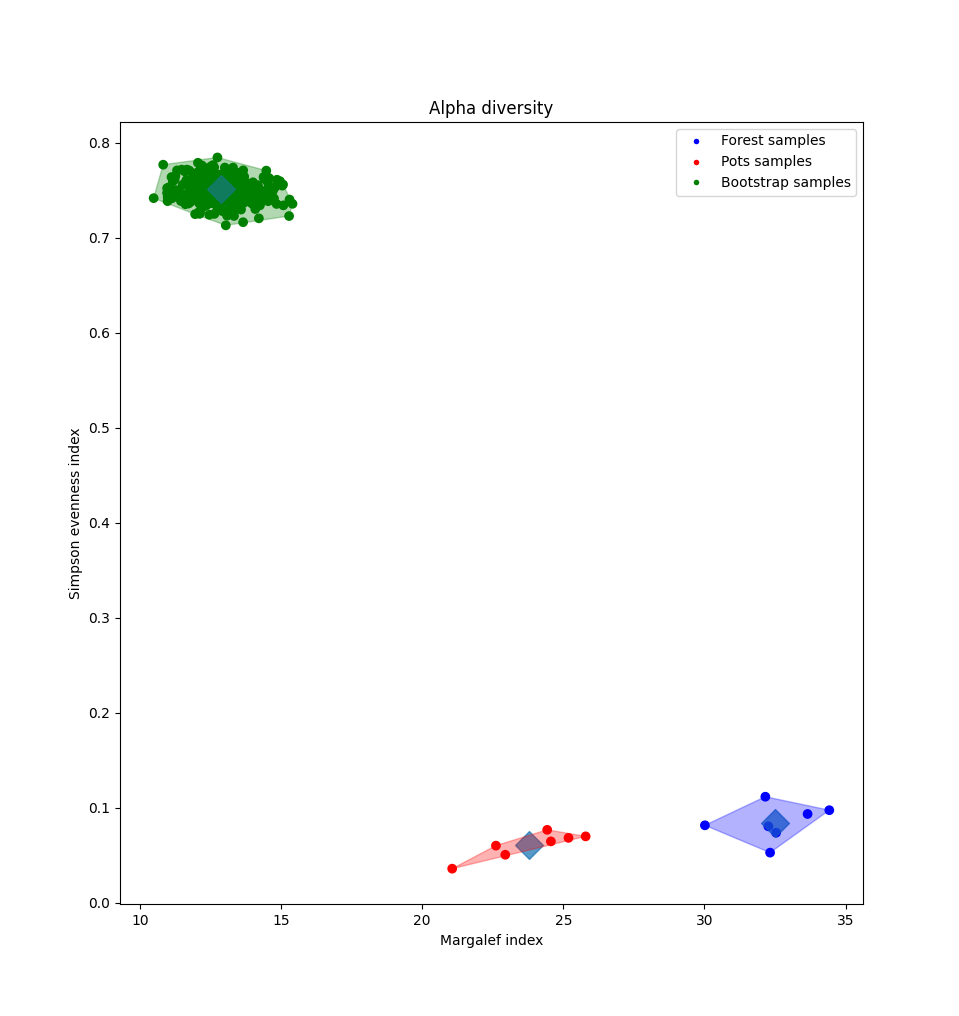 Alpha diversity
Forest samples
Pots samples
Bootstrap samples
0.8
0.7
0.6
0.5
0.4
0.3
0.2
0.1
0.0
Simpson evenness index
10 15 20 25 30 35
Margalef index